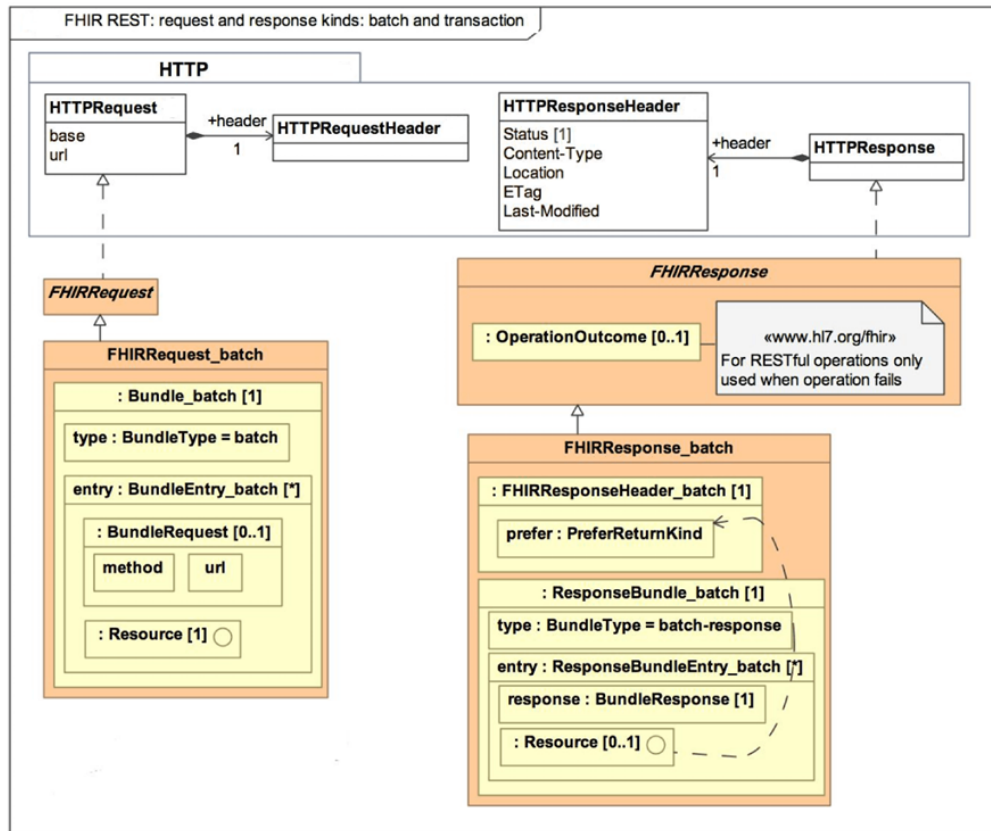 FHIR REST: request and response kinds: batch and transaction
HTTP
HTTPRequest
base
url
+header
1
HTTPRequestHeader
HTTPResponseHeader
Status [1]
Content-Type
Location
ETag
Last-Modified
+header
1
HTTPResponse
FHIRRequest
FHIRRequest_batch
: Bundle_batch [1]
type : BundleType = batch
entry : BundleEntry_batch [*]
: BundleRequest [0..1]
method
url
: Resource [1]
FHIRResponse
: OperationOutcome [0..1]
«www.hl7.org/fhir»
For RESTful operations only
used when operation fails
FHIRResponse_batch
: FHIRResponseHeader_batch [1]
prefer : PreferReturnKind
: ResponseBundle_batch [1]
type : BundleType = batch-response
entry : ResponseBundleEntry_batch [*]
response : BundleResponse [1]
: Resource [0..1]